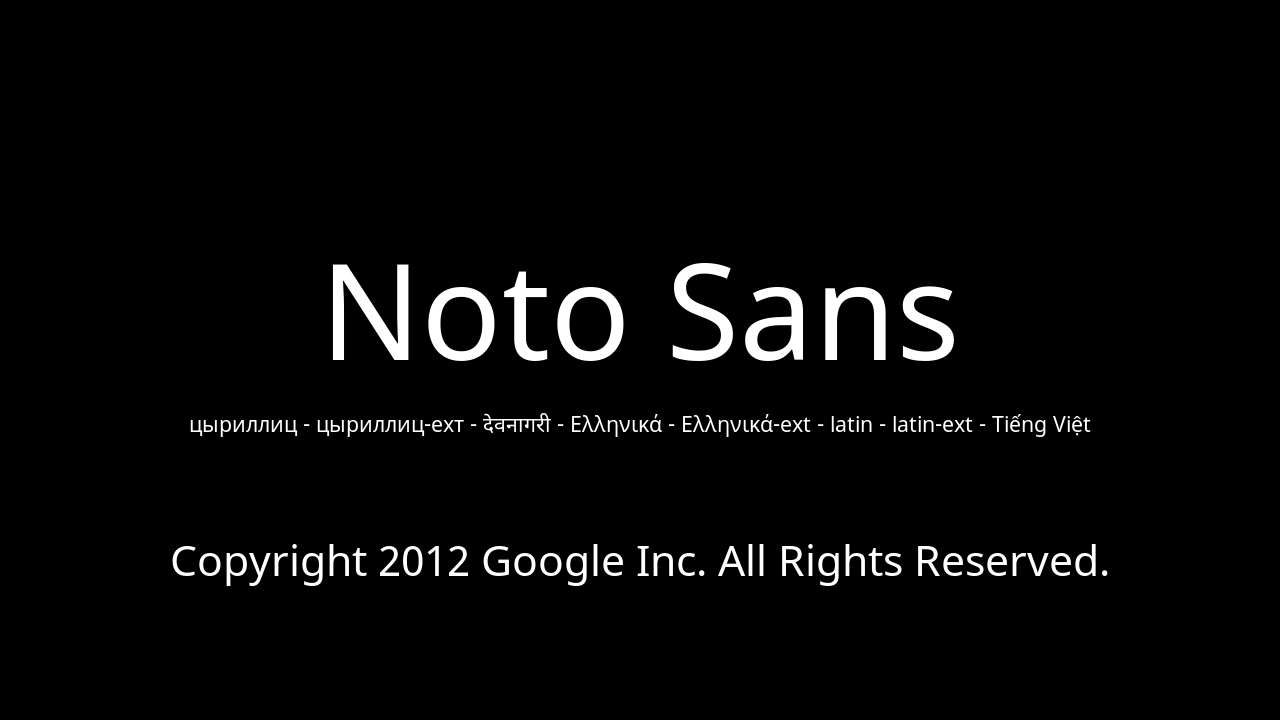 Noto Sans
цыриллиц - цыриллиц-ехт - देवनागरी - Ελληνικά - Ελληνικά-ext - latin - latin-ext - Tiếng Việt
Copyright 2012 Google Inc. All Rights Reserved.